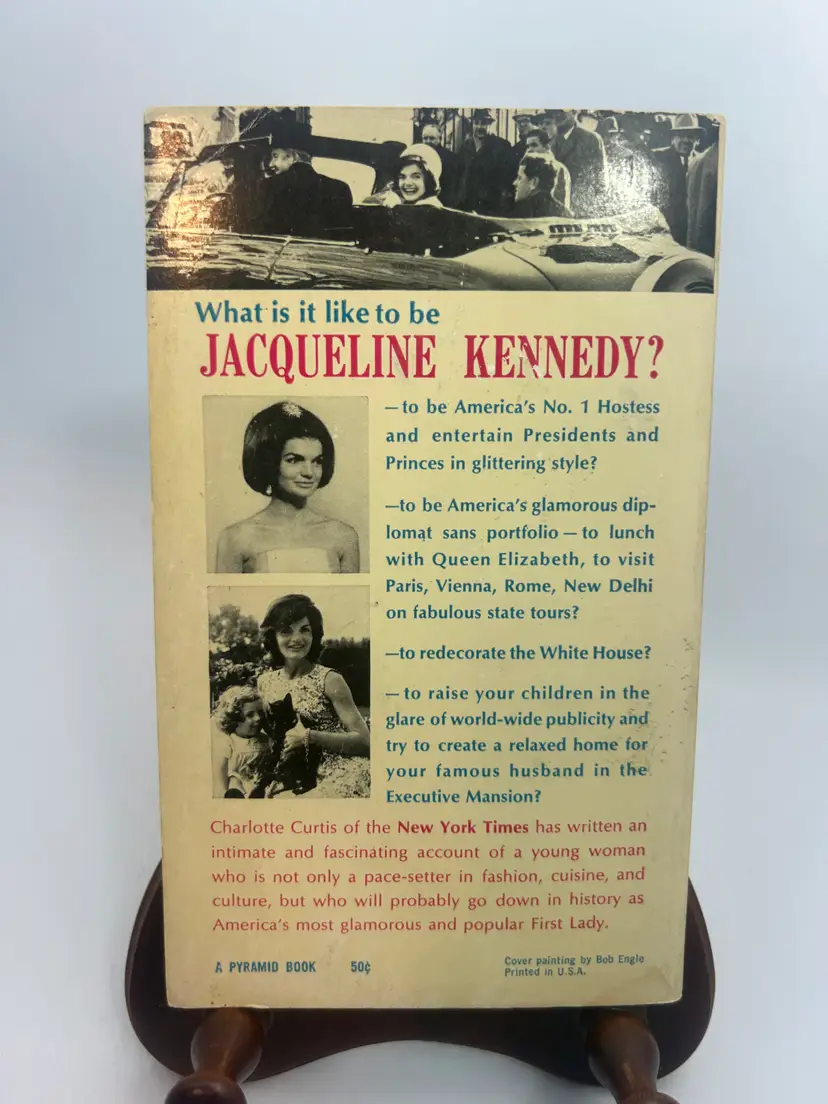 What is it like to be
JACQUELINE KENNEDY?
—to be America's No. 1 Hostess
and entertain Presidents and
Princes in glittering style?
—to be America's glamorous dip-
lomat sans portfolio — to lunch
with Queen Elizabeth, to visit
Paris, Vienna, Rome, New Delhi
on fabulous state tours?
—to redecorate the White House?
— to raise your children in the
glare of world-wide publicity and
try to create a relaxed home for
your famous husband in the
Executive Mansion?
Charlotte Curtis of the New York Times has written an
intimate and fascinating account of a young woman
who is not only a pace-setter in fashion, cuisine, and
culture, but who will probably go down in history as
America's most glamorous and popular First Lady.
A PYRAMID BOOK 50¢
Cover painting by Bob Engle
Printed in U.S.A.